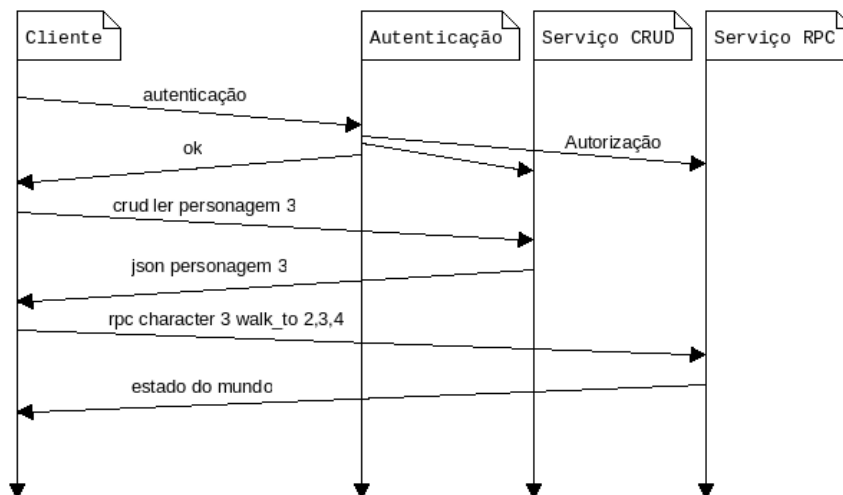 Cliente
Autenticação
Serviço CRUD
Serviço RPC
autenticação
Autorização
ok
crud ler personagem 3
json personagem 3
rpc character 3 walk_to 2,3,4
estado do mundo